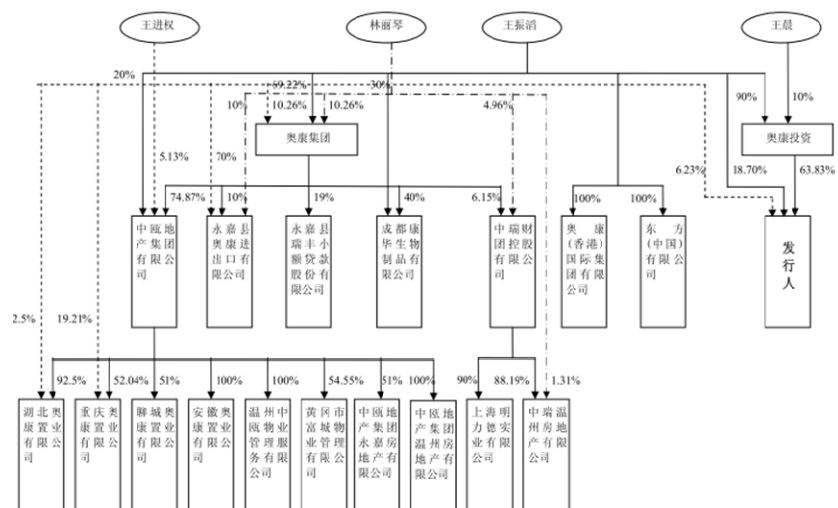 王进权
林丽琴
王振滔
王晨
20%
59.22%
30%
10%
10.26%
10.26%
4.96%
90%
10%
奥康集团
奥康投资
5.13%
70%
6.23%
18.70%
63.83%
74.87%
10%
19%
40%
6.15%
100%
100%
中瓯地
产集团
有限公
司
永嘉县
奥康进
出口有
限公司
永嘉县
瑞丰小
额贷款
股份有
限公司
成都康
华生物
制品有
限公司
中瑞财
团控股
有限公
司
奥康
(香港)
国际集
团有限
公司
东方
(中国)
有限公
司
发行人
2.5%
19.21%
92.5%
52.04%
51%
100%
100%
54.55%
51%
100%
90%
88.19%
1.31%
湖北奥
康置业
有限公
司
重庆奥
康置业
有限公
司
聊城奥
康置业
有限公
司
安徽奥
康置业
有限公
司
温州中
瓯物业
管理服
务有限
公司
黄冈市
富城物
业管理
有限公
司
中瓯地
产集团
永嘉房
地产有
限公司
中瓯地
产集团
温州房
地产有
限公司
上海明
力德实
业有限
公司
中瑞温
州房地
产有限
公司